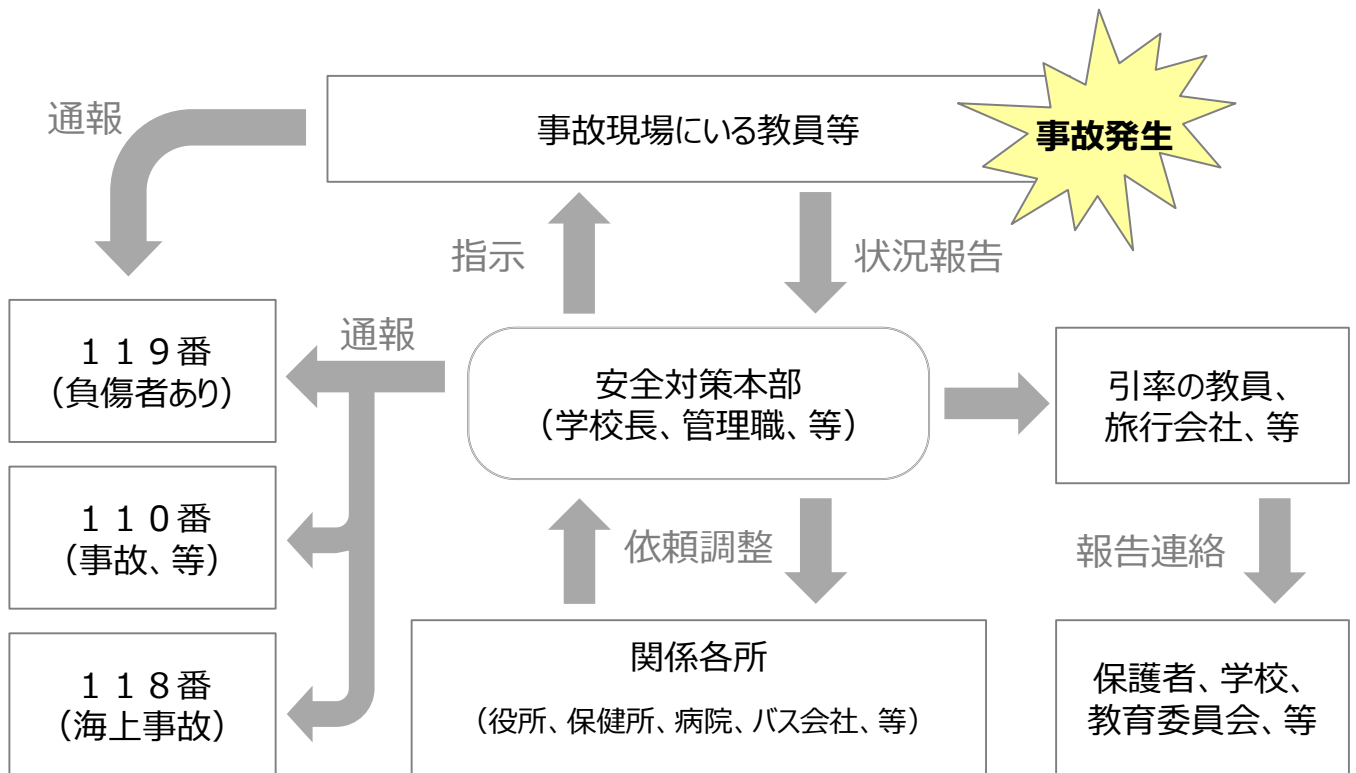 事故発生
事故現場にいる教員等
通報
指示
状況報告
１１９番
（負傷者あり）
通報
安全対策本部
（学校長、管理職、等）
引率の教員、
旅行会社、等
１１０番
（事故、等）
依頼調整
報告連絡
１１８番
（海上事故）
関係各所
（役所、保健所、病院、バス会社、等）
保護者、学校、
教育委員会、等